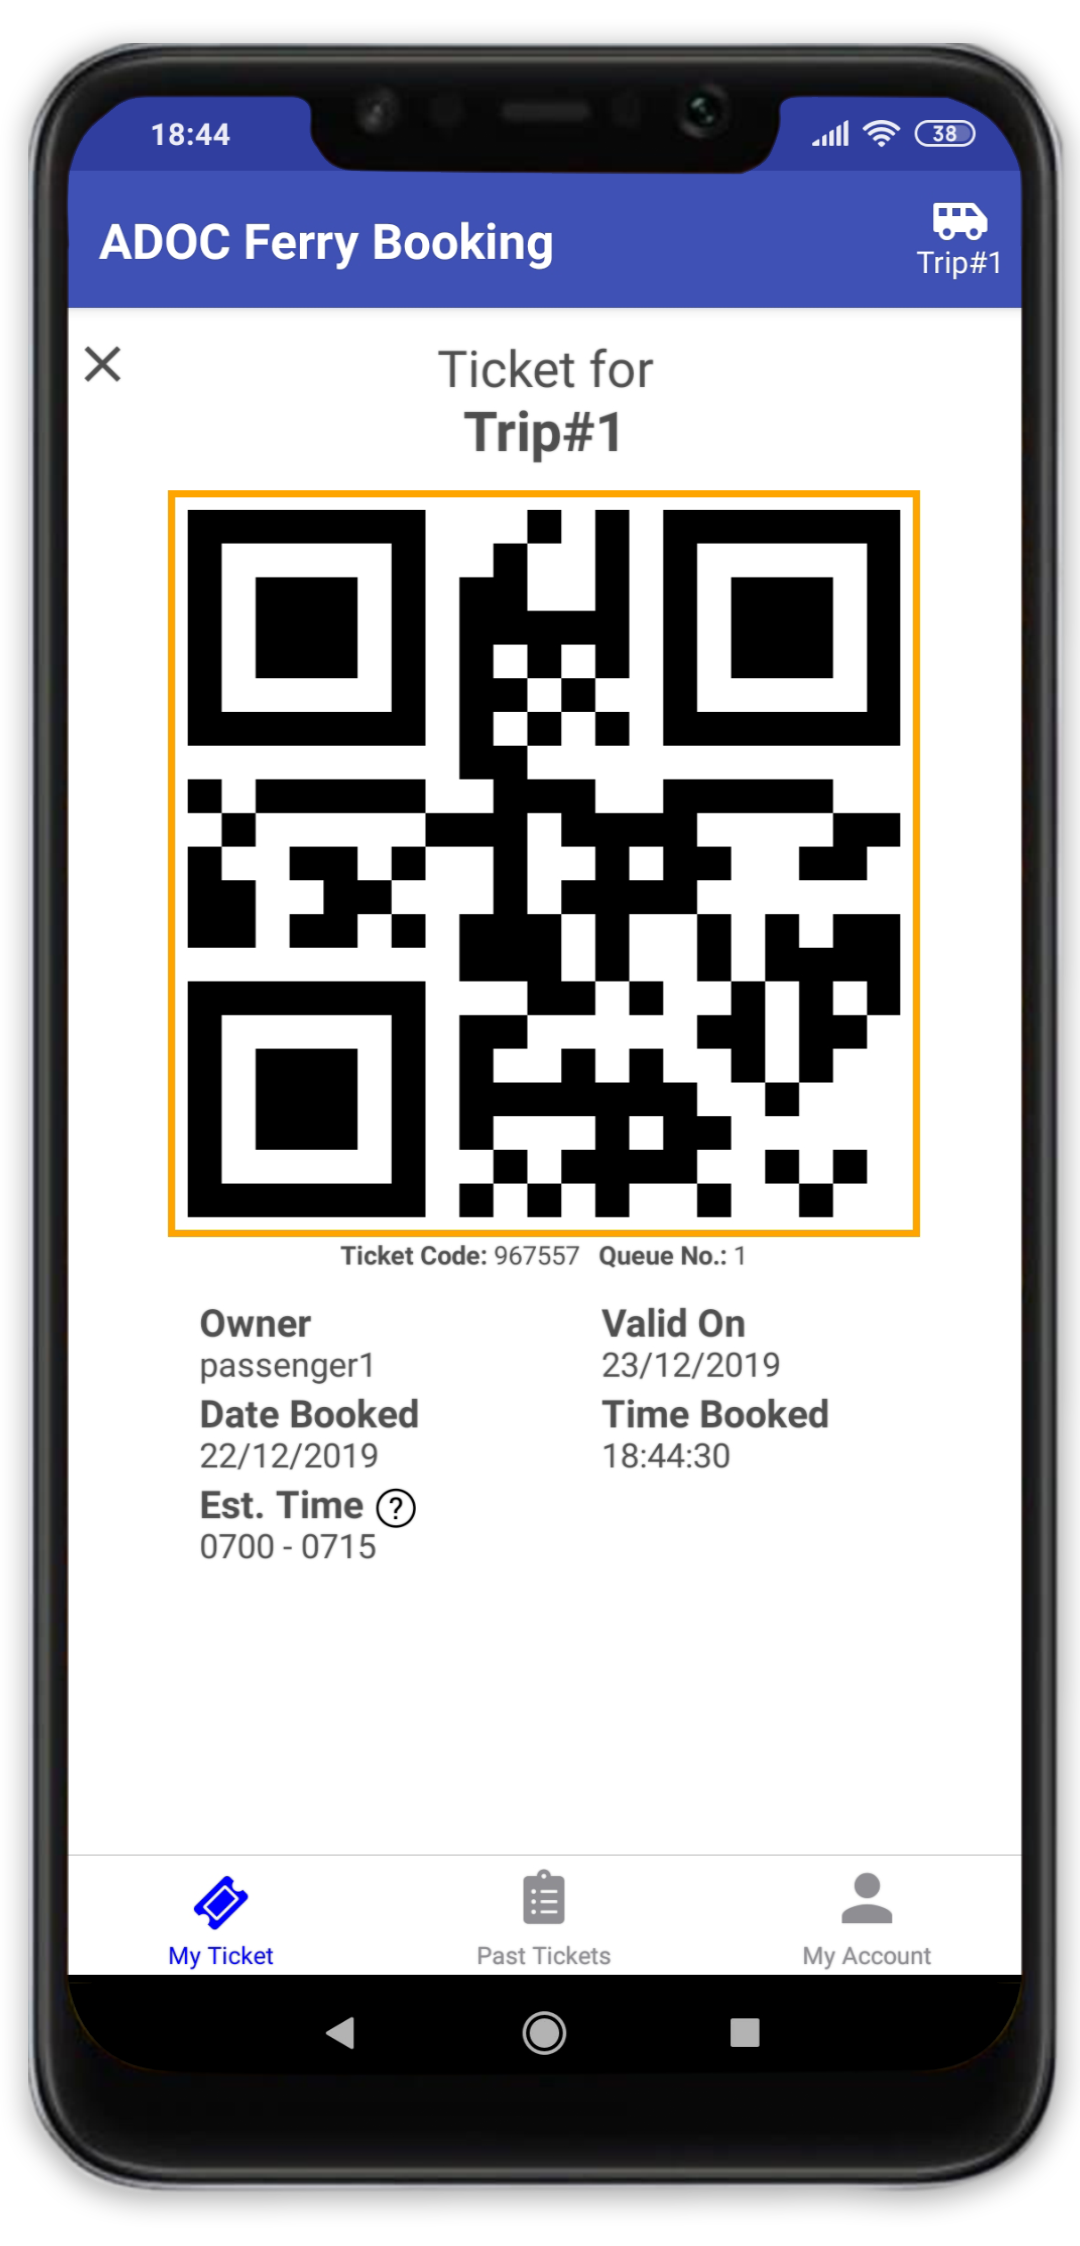 18:44
38
ADOC Ferry Booking
Trip#1
Ticket for
Trip#1
Ticket Code: 967557 Queue No.: 1
Owner
passenger1
Valid On
23/12/2019
Date Booked
22/12/2019
Time Booked
18:44:30
Est. Time ?
0700 - 0715
My Ticket
Past Tickets
My Account